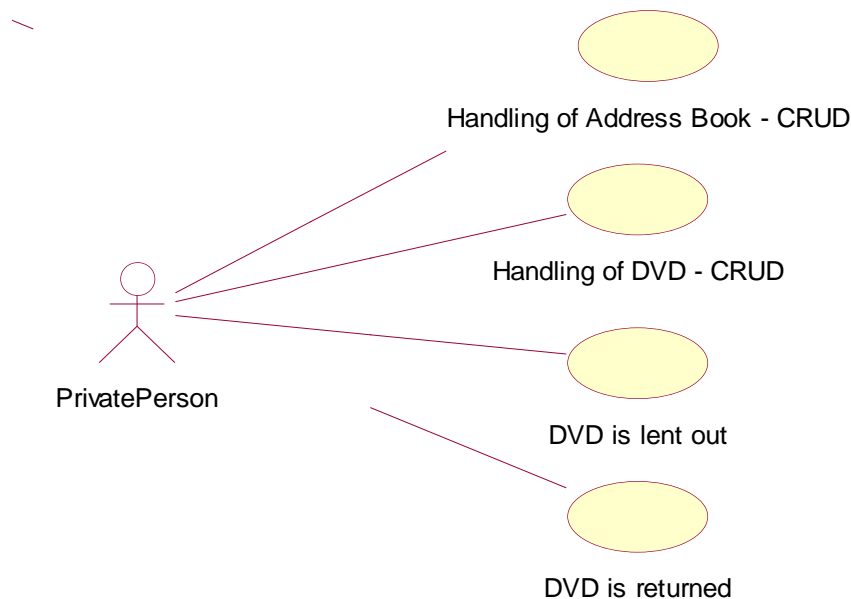 Handling of Address Book - CRUD
Handling of DVD - CRUD
PrivatePerson
DVD is lent out
DVD is returned